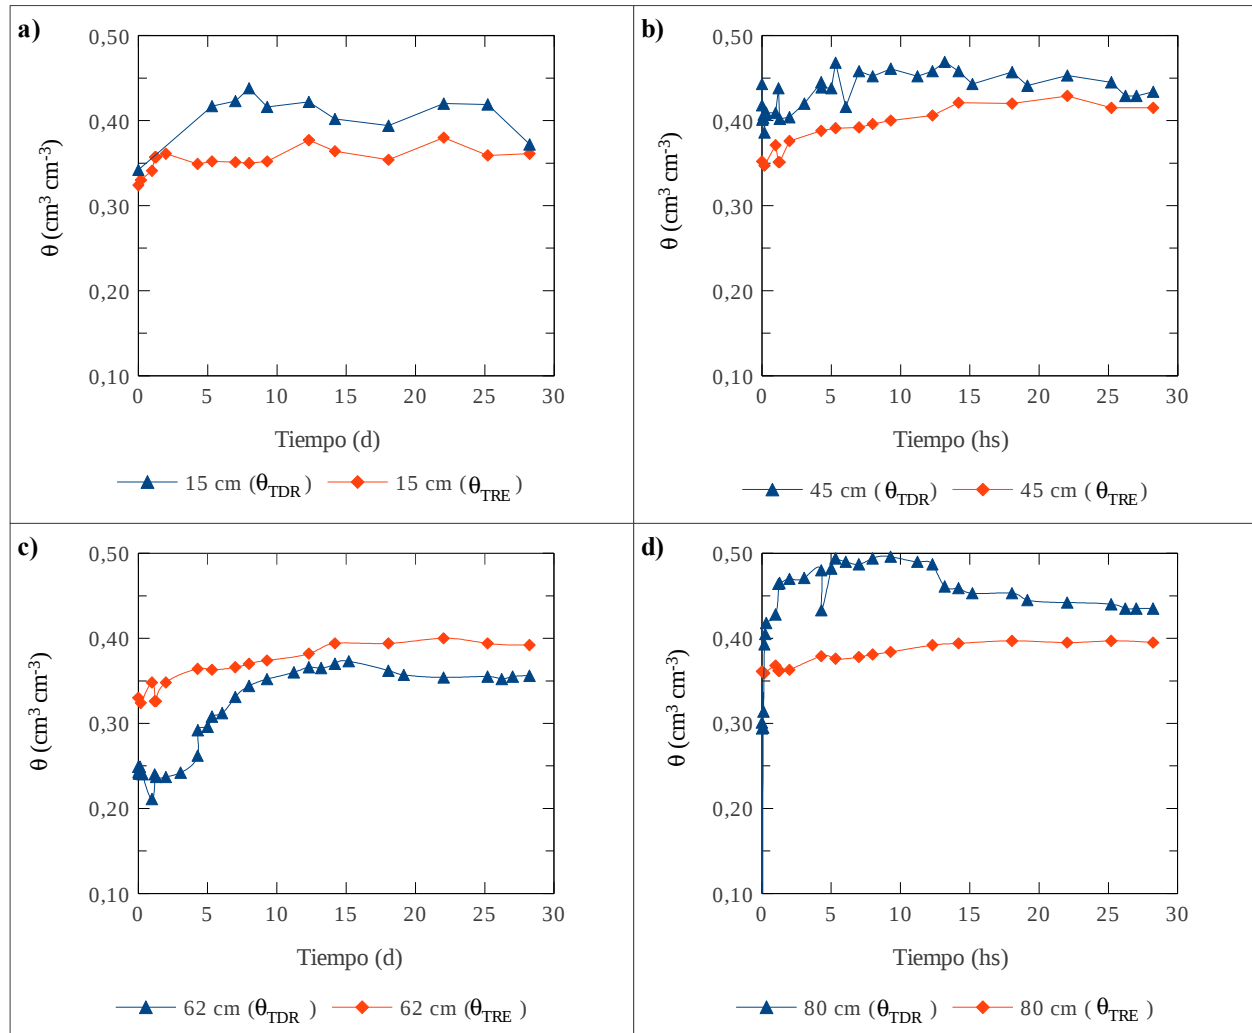 a)
0,50
0,40
0,30
0,20
0,10
θ (cm³ cm⁻³)
0 5 10 15 20 25 30
Tiempo (d)
15 cm (θTDR) 15 cm (θTRE)
b)
0,50
0,40
0,30
0,20
0,10
θ (cm³ cm⁻³)
0 5 10 15 20 25 30
Tiempo (hs)
45 cm (θTDR) 45 cm (θTRE)
c)
0,50
0,40
0,30
0,20
0,10
θ (cm³ cm⁻³)
0 5 10 15 20 25 30
Tiempo (d)
62 cm (θTDR) 62 cm (θTRE)
d)
0,50
0,40
0,30
0,20
0,10
θ (cm³ cm⁻³)
0 5 10 15 20 25 30
Tiempo (hs)
80 cm (θTDR) 80 cm (θTRE)